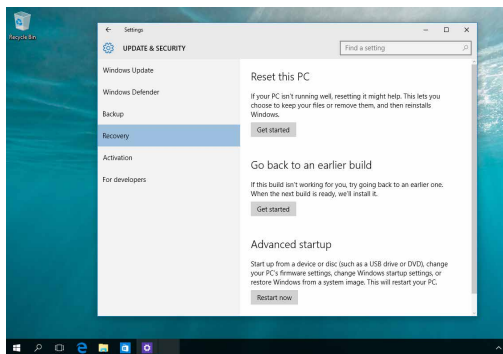 Recycle Bin
Settings
UPDATE & SECURITY
Find a setting
Windows Update
Windows Defender
Backup
Recovery
Activation
For developers
Reset this PC
If your PC isn't running well, resetting it might help. This lets you
choose to keep your files or remove them, and then reinstalls
Windows.
Get started
Go back to an earlier build
If this build isn't working for you, try going back to an earlier one.
When the next build is ready, we'll install it.
Get started
Advanced startup
Start up from a device or disc (such as a USB drive or DVD), change
your PC's firmware settings, change Windows startup settings, or
restore Windows from a system image. This will restart your PC.
Restart now